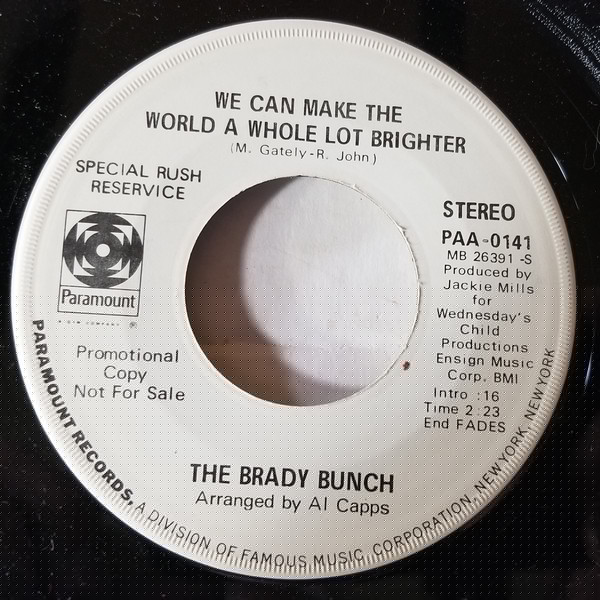 WE CAN MAKE THE
WORLD A WHOLE LOT BRIGHTER
(M. Gately-R. John)
SPECIAL RUSH
RESERVICE
Paramount
Promotional
Copy
Not For Sale
STEREO
PAA-0141
MB 26391 -S
Produced by
Jackie Mills
for
Wednesday's
Child
Productions
Ensign Music
Corp. BMI
Intro :16
Time 2:23
End FADES
THE BRADY BUNCH
Arranged by Al Capps
PARAMOUNT RECORDS, A DIVISION OF FAMOUS MUSIC CORPORATION, NEW YORK, NEW YORK